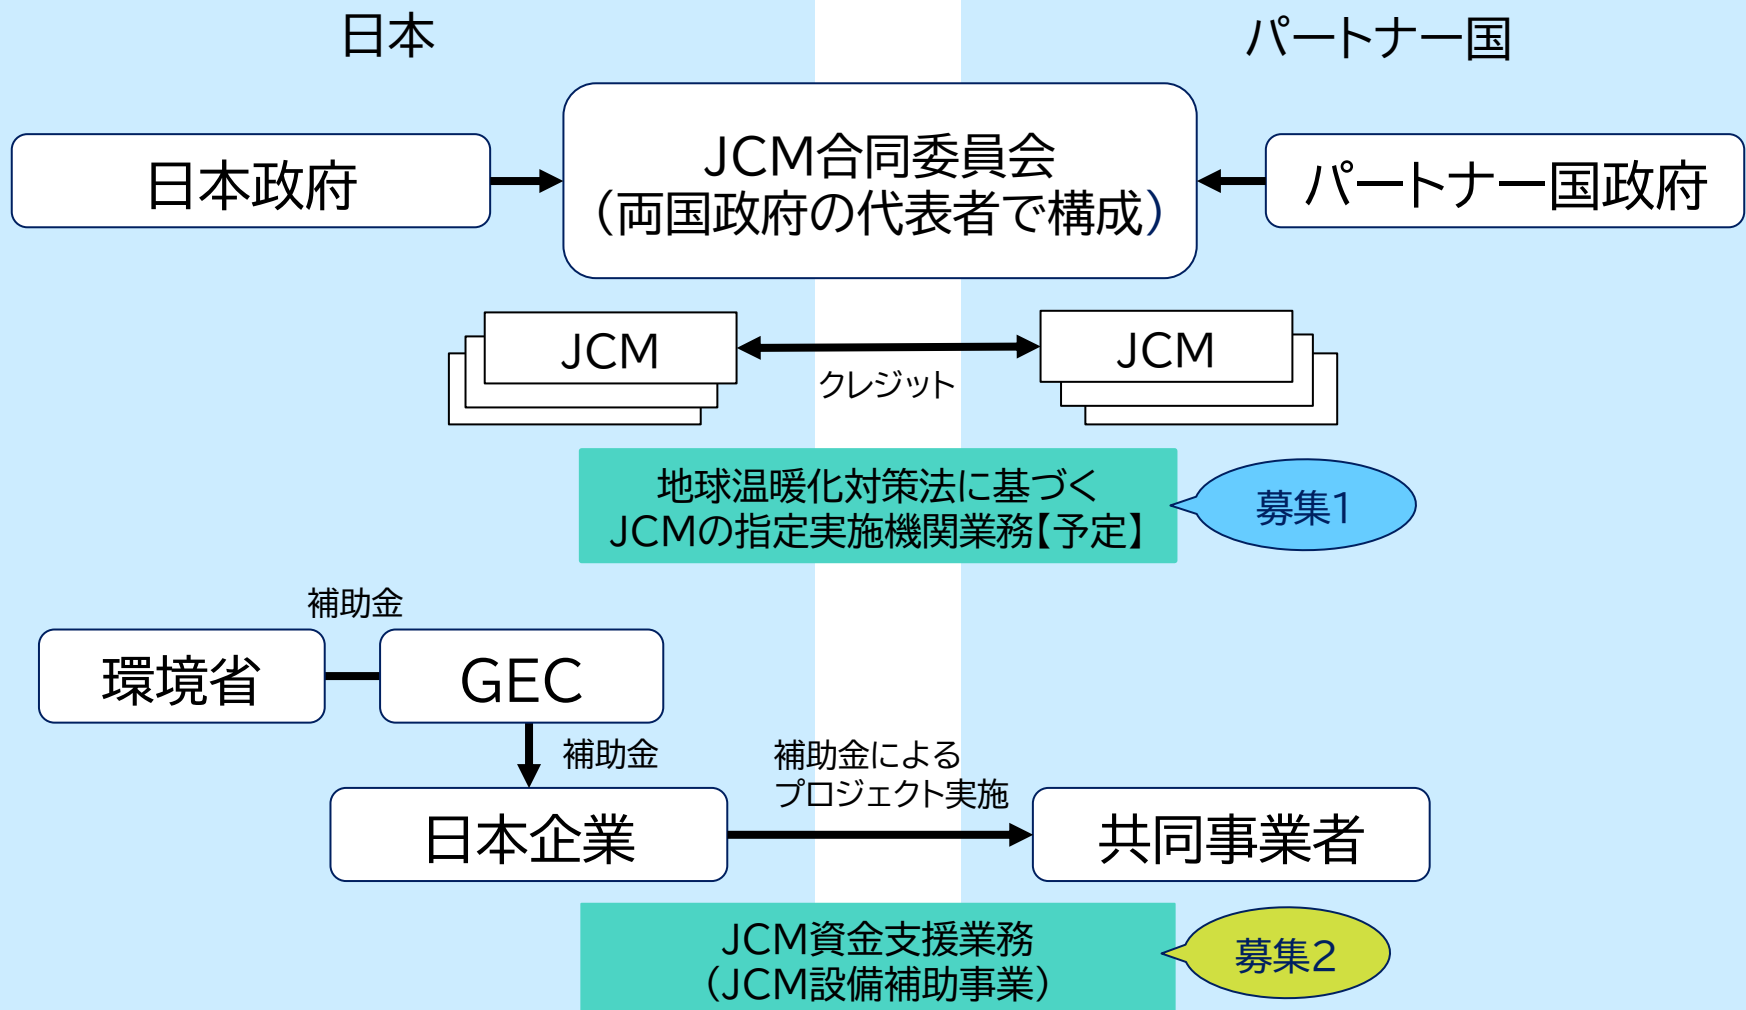 日本
パートナー国
日本政府
JCM合同委員会
（両国政府の代表者で構成）
パートナー国政府
JCM
JCM
クレジット
地球温暖化対策法に基づく
JCMの指定実施機関業務【予定】
募集1
補助金
環境省
GEC
補助金
補助金による
プロジェクト実施
日本企業
共同事業者
JCM資金支援業務
（JCM設備補助事業）
募集2